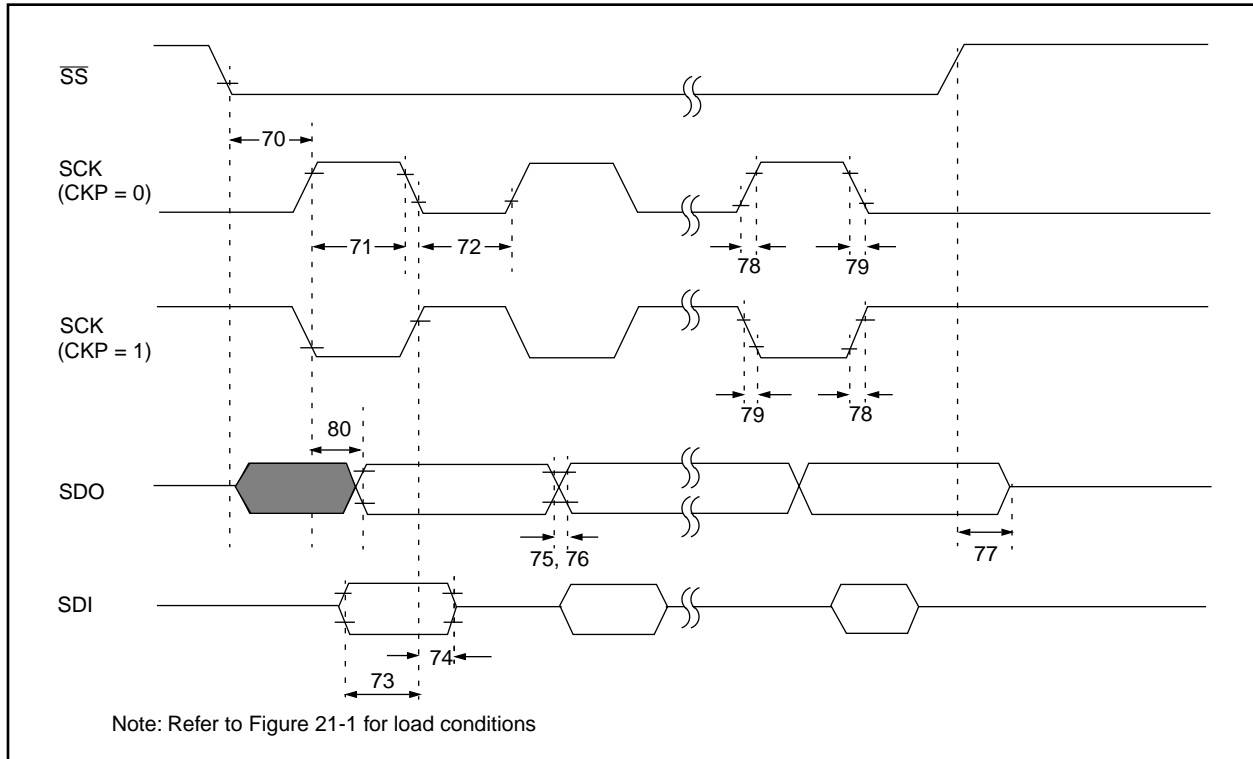 SS
70
SCK
(CKP = 0)
71
72
78
79
SCK
(CKP = 1)
79
78
80
SDO
75, 76
77
SDI
74
73
Note: Refer to Figure 21-1 for load conditions